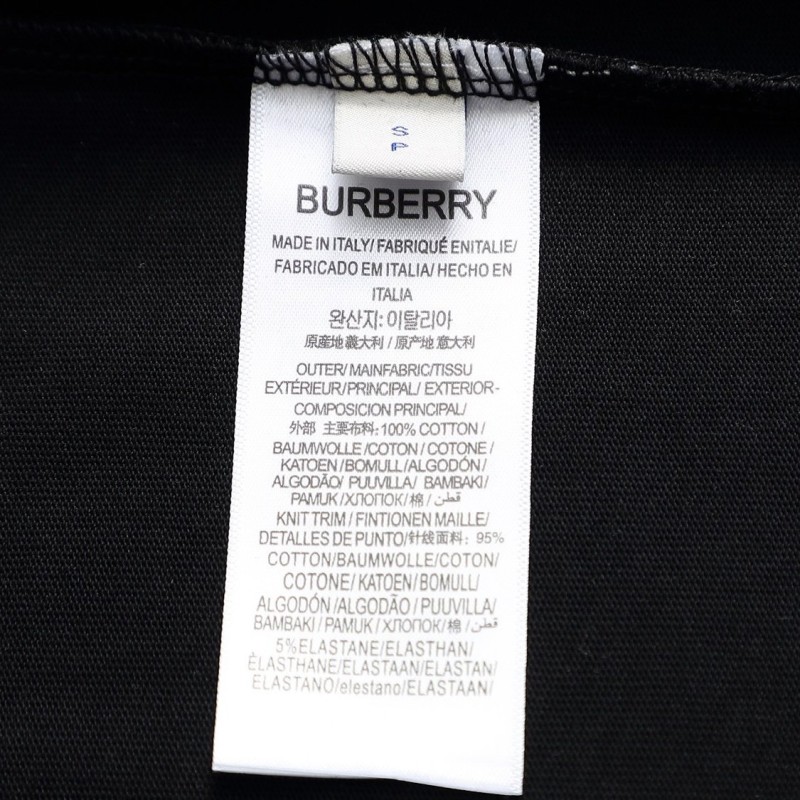 S
P
BURBERRY
MADE IN ITALY/ FABRIQUÉ ENITALIE/
FABRICADO EM ITALIA/ HECHO EN
ITALIA
완산지: 이탈리아
原産地義大利 / 原产地 意大利
OUTER/ MAINFABRIC/TISSU
EXTÉRIEUR/PRINCIPAL/ EXTERIOR-
COMPOSICION PRINCIPAL/
外部 主要布料: 100% COTTON /
BAUMWOLLE /COTON / COTONE /
KATOEN /BOMULL/ALGODÓN/
ALGODÃO/ PUUVILLA/ BAMBAKI/
PAMUK /ХЛОПОК/ 棉/ قطن
KNIT TRIM / FINTIONEN MAILLE/
DETALLES DE PUNTO/针线面料: 95%
COTTON/BAUMWOLLE/COTON/
COTONE/ KATOEN/BOMULL/
ALGODÓN /ALGODÃO / PUUVILLA/
BAMBAKI / PAMUK / ХЛОПОК/ 棉/ قطن
5%ELASTANE/ELASTHAN/
ÉLASTHANE/ELASTAAN/ELASTAN/
ELASTANO/elestano/ELASTAAN/